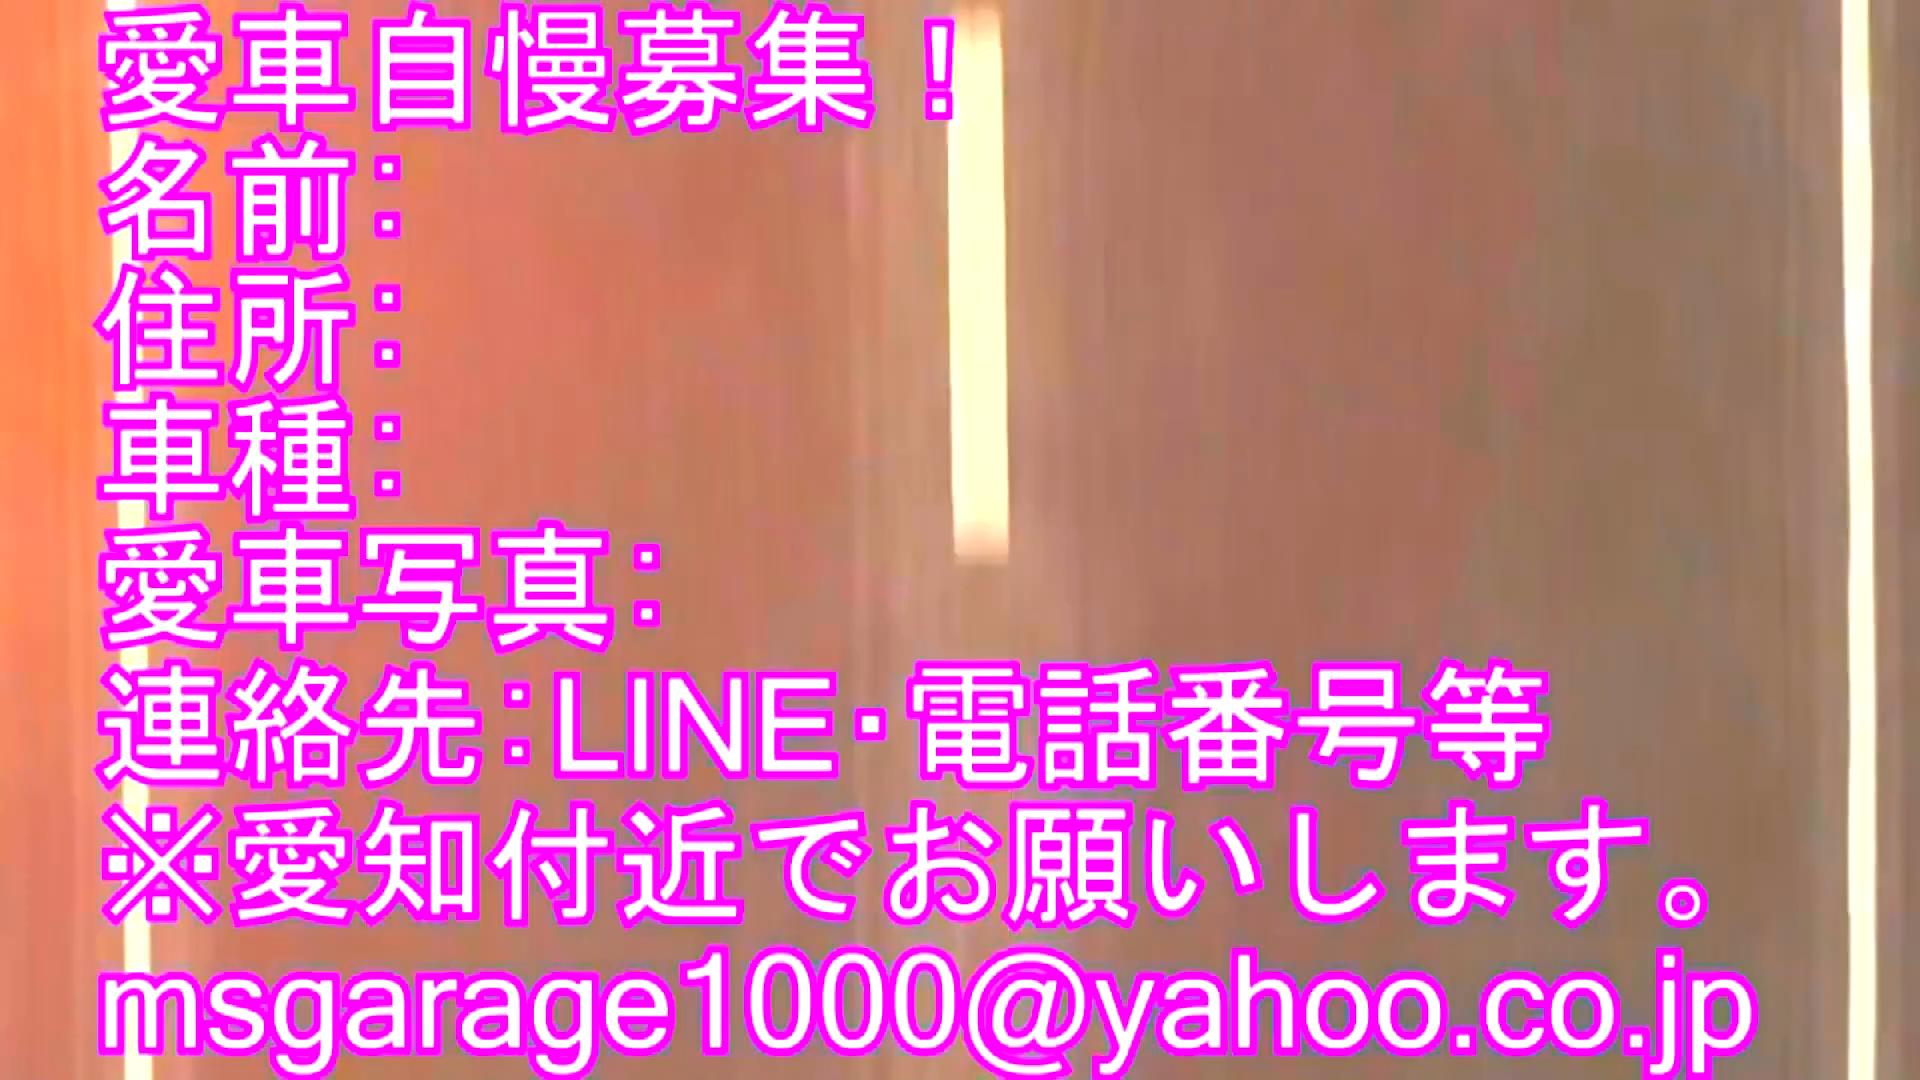 愛車自慢募集！
名前：
住所：
車種：
愛車写真：
連絡先：LINE・電話番号等
※愛知付近でお願いします。
msgarage1000@yahoo.co.jp